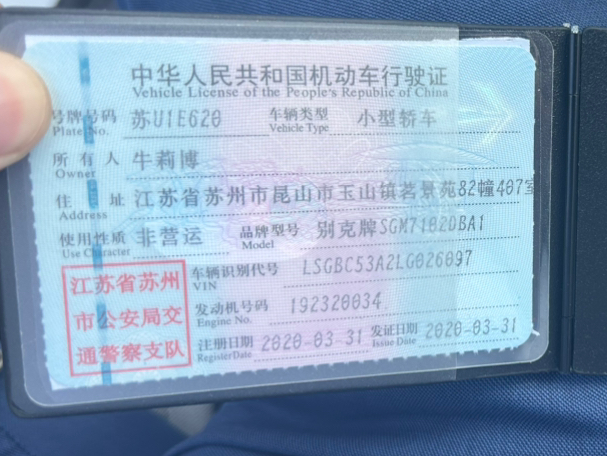 中华人民共和国机动车行驶证
Vehicle License of the People's Republic of China
号牌号码 苏U1E620 车辆类型 小型轿车
Plate No. Vehicle Type
所有人 牛莉博
Owner
住址 江苏省苏州市昆山市玉山镇茗景苑82幢407室
Address
使用性质 非营运 品牌型号 别克牌SGM7182DBA1
Use Character Model
江苏省苏州
市公安局交
通警察支队
车辆识别代号 LSGBC53A2LG026097
VIN
发动机号码 192320034
Engine No.
注册日期 2020-03-31 发证日期 2020-03-31
Register Date Issue Date